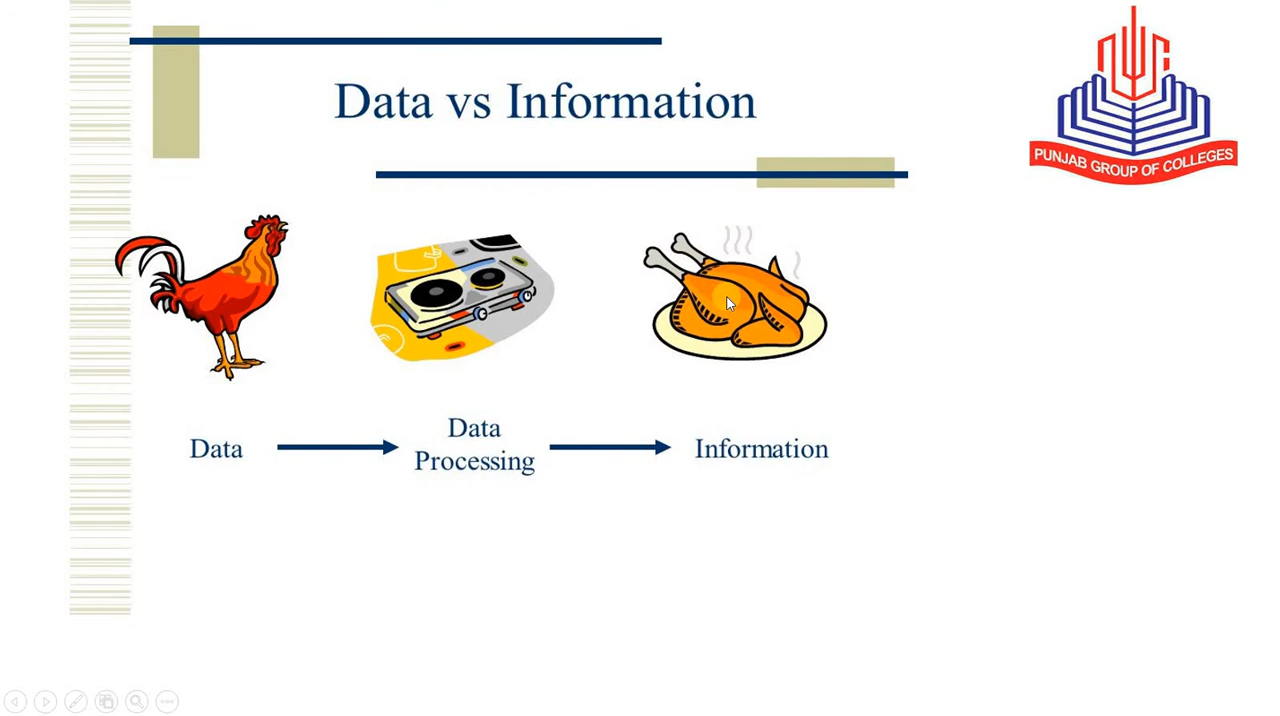 Data vs Information
PUNJAB GROUP OF COLLEGES
Data
Data
Processing
Information